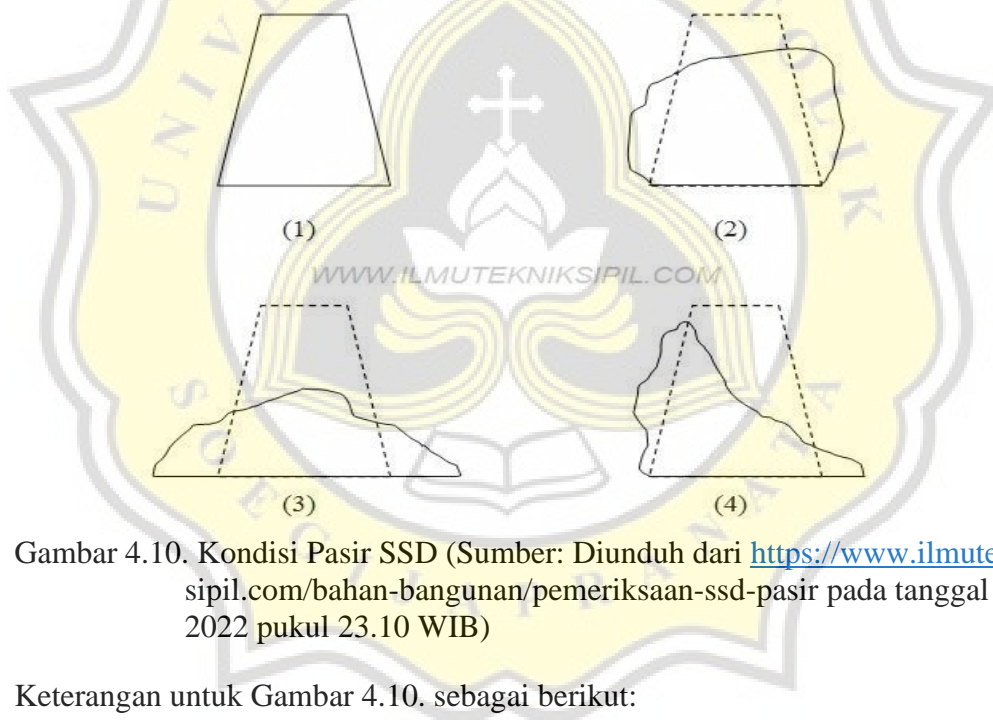 (1)
(2)
WWW.ILMUTEKNIKSIPIL.COM
(3)
(4)
Gambar 4.10. Kondisi Pasir SSD (Sumber: Diunduh dari https://www.ilmute
sipil.com/bahan-bangunan/pemeriksaan-ssd-pasir pada tanggal
2022 pukul 23.10 WIB)
Keterangan untuk Gambar 4.10. sebagai berikut: